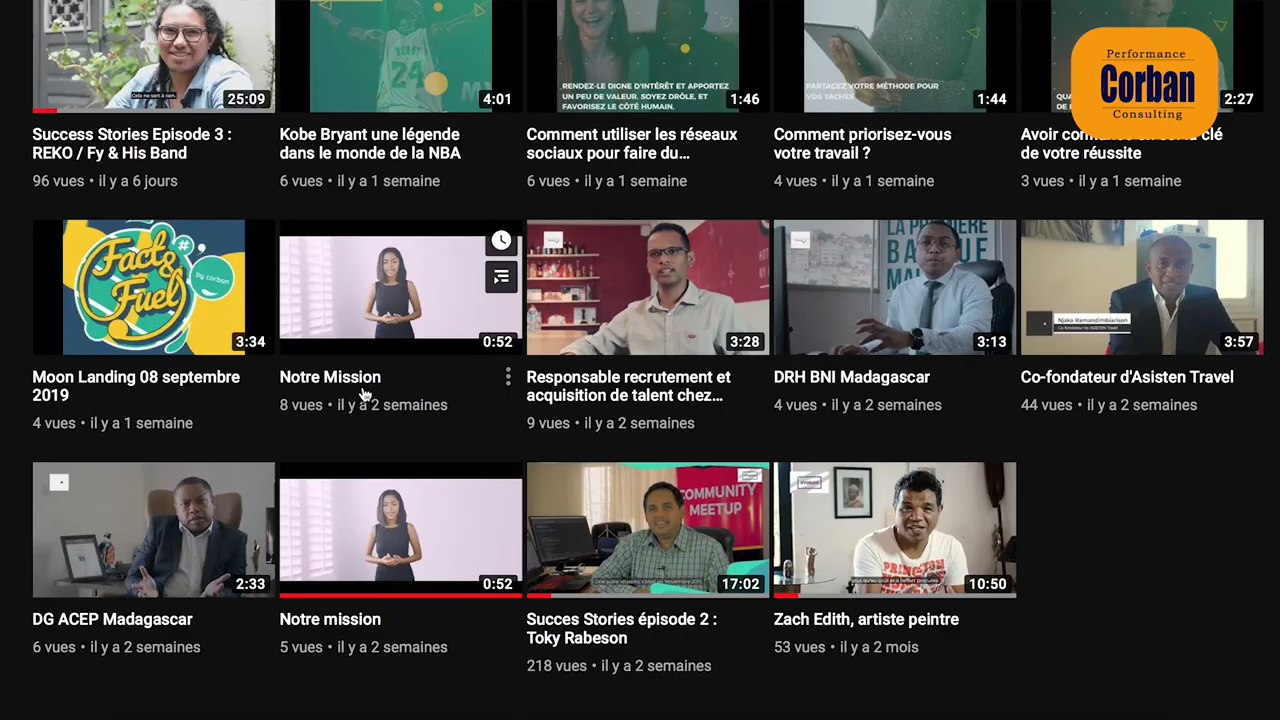 25:09
24
4:01
RENDEZ-LE DIGNE D'INTÉRÊT ET APPORTEZ
UN PEU DE VALEUR. SOYEZ DRÔLE, ET
FAVORISEZ LE CÔTÉ HUMAIN.
1:46
PARTAGEZ VOTRE MÉTHODE POUR
VOS TÂCHES
1:44
2:27
Performance
Corban
Consulting
Success Stories Episode 3 :
REKO / Fy & His Band
96 vues • il y a 6 jours
Kobe Bryant une légende
dans le monde de la NBA
6 vues • il y a 1 semaine
Comment utiliser les réseaux
sociaux pour faire du...
6 vues • il y a 1 semaine
Comment priorisez-vous
votre travail ?
4 vues • il y a 1 semaine
Avoir clé
de votre réussite
3 vues • il y a 1 semaine
Fact&
Fuel
#
by corban
3:34
0:52
3:28
LA PREMIÈRE
3:13
Njaka Ramandimbiarison
Co-fondateur de ASISTEN Travel
3:57
Moon Landing 08 septembre
2019
4 vues • il y a 1 semaine
Notre Mission
8 vues • il y a 2 semaines
Responsable recrutement et
acquisition de talent chez...
9 vues • il y a 2 semaines
DRH BNI Madagascar
4 vues • il y a 2 semaines
Co-fondateur d'Asisten Travel
44 vues • il y a 2 semaines
2:33
0:52
COMMUNITY
MEETUP
17:02
PRINCETON
10:50
DG ACEP Madagascar
6 vues • il y a 2 semaines
Notre mission
5 vues • il y a 2 semaines
Succes Stories épisode 2 :
Toky Rabeson
218 vues • il y a 2 semaines
Zach Edith, artiste peintre
53 vues • il y a 2 mois